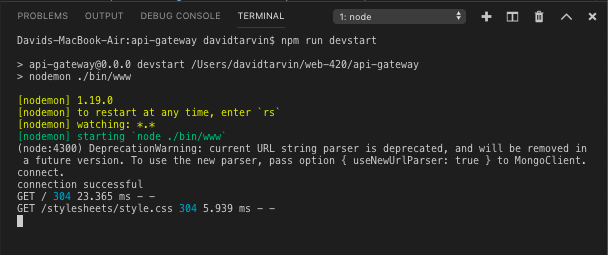 PROBLEMS OUTPUT DEBUG CONSOLE TERMINAL 1: node
Davids-MacBook-Air:api-gateway davidtarvin$ npm run devstart
> api-gateway@0.0.0 devstart /Users/davidtarvin/web-420/api-gateway
> nodemon ./bin/www
[nodemon] 1.19.0
[nodemon] to restart at any time, enter `rs`
[nodemon] watching: *.*
[nodemon] starting `node ./bin/www`
(node:4300) DeprecationWarning: current URL string parser is deprecated, and will be removed in
a future version. To use the new parser, pass option { useNewUrlParser: true } to MongoClient.
connect.
connection successful
GET / 304 23.365 ms - -
GET /stylesheets/style.css 304 5.939 ms - -